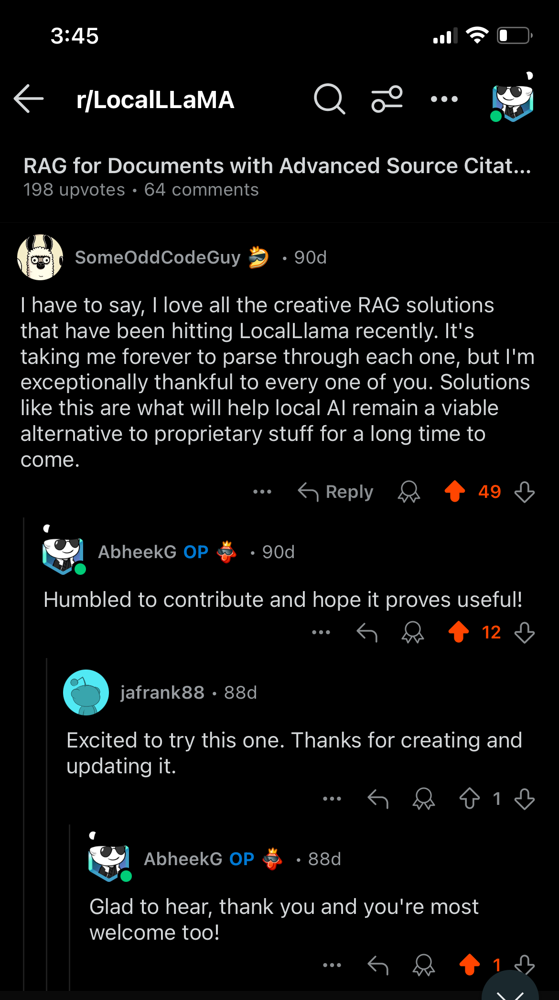 3:45
r/LocalLLaMA
RAG for Documents with Advanced Source Citat...
198 upvotes • 64 comments
SomeOddCodeGuy • 90d
I have to say, I love all the creative RAG solutions
that have been hitting LocalLlama recently. It's
taking me forever to parse through each one, but I'm
exceptionally thankful to every one of you. Solutions
like this are what will help local AI remain a viable
alternative to proprietary stuff for a long time to
come.
Reply 49
AbheekG OP • 90d
Humbled to contribute and hope it proves useful!
12
jafrank88 • 88d
Excited to try this one. Thanks for creating and
updating it.
1
AbheekG OP • 88d
Glad to hear, thank you and you're most
welcome too!
1